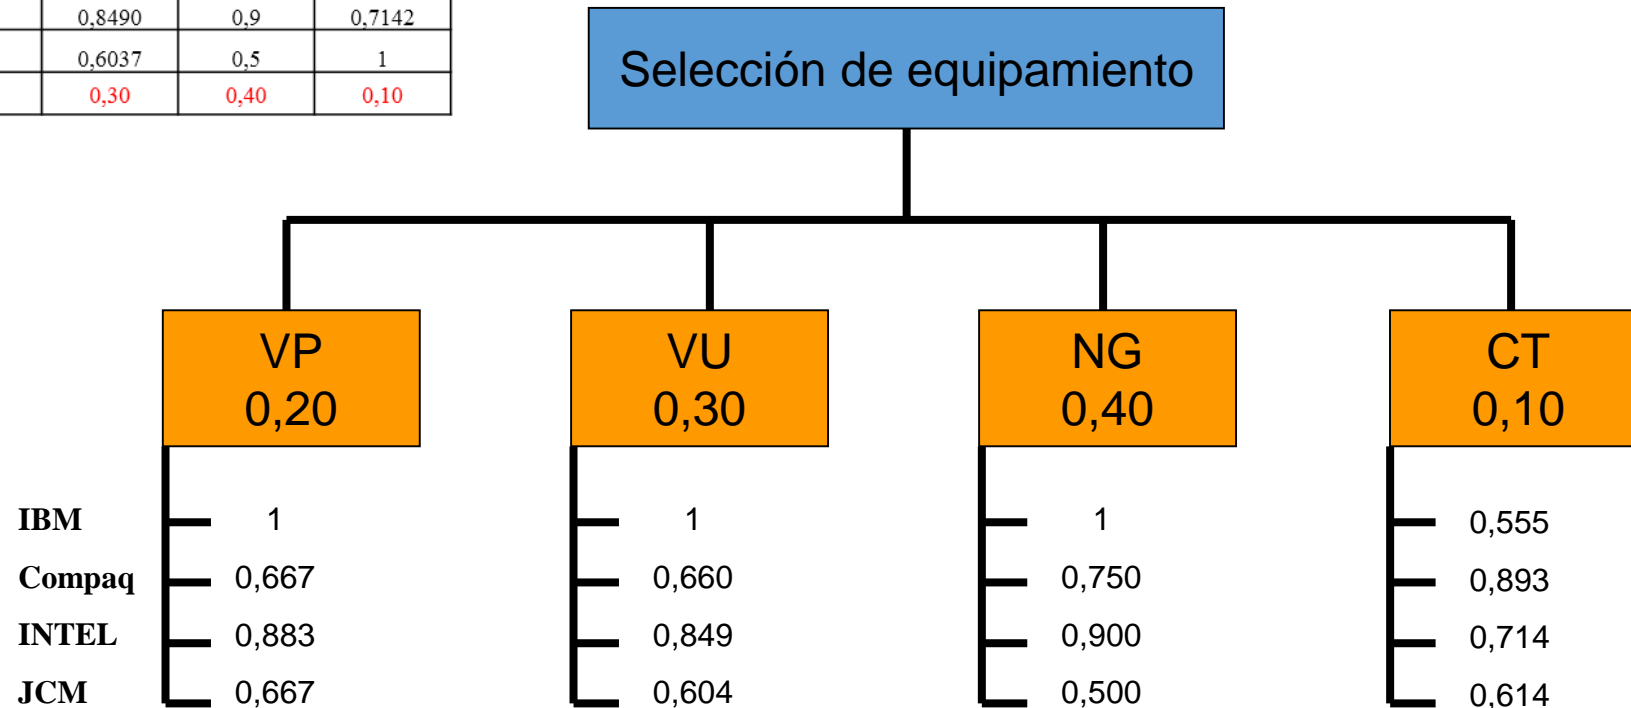 0,8490 0,9 0,7142
0,6037 0,5 1
0,30 0,40 0,10
Selección de equipamiento
VP VU NG CT
0,20 0,30 0,40 0,10
IBM 1 1 1 0,555
Compaq 0,667 0,660 0,750 0,893
INTEL 0,883 0,849 0,900 0,714
JCM 0,667 0,604 0,500 0,614